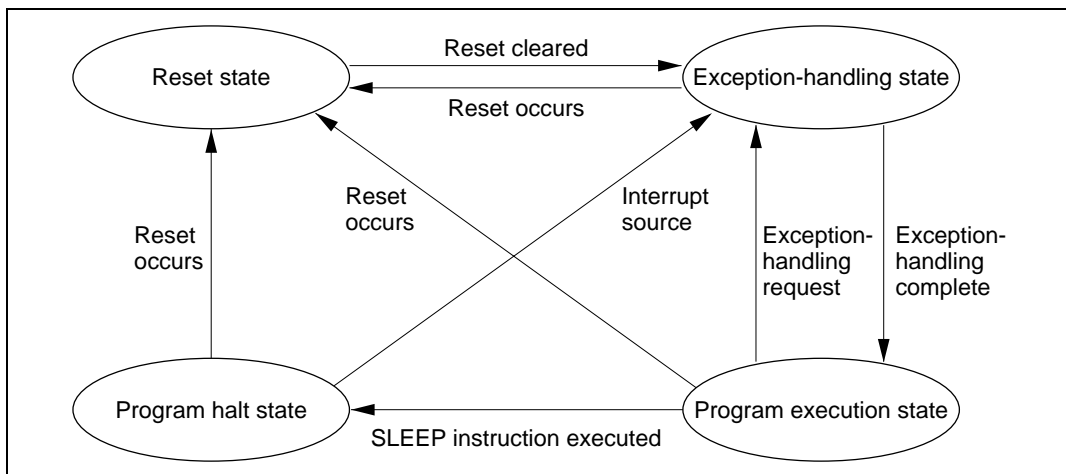 Reset cleared
Reset state
Exception-handling state
Reset occurs
Reset
occurs
Interrupt
source
Reset
occurs
Exception-
handling
request
Exception-
handling
complete
Program halt state
Program execution state
SLEEP instruction executed